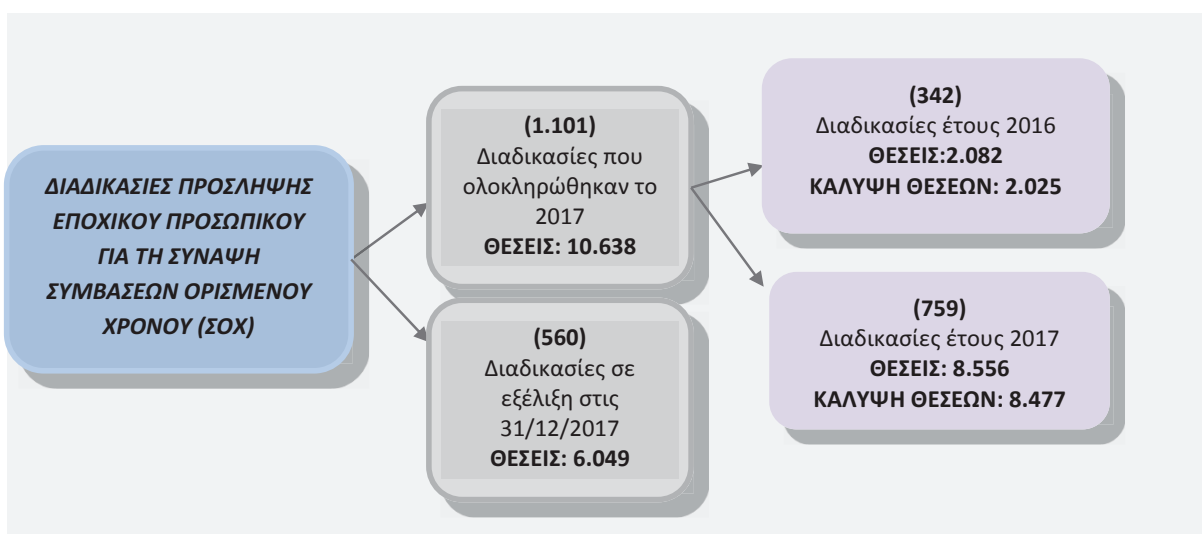 ΔΙΑΔΙΚΑΣΙΕΣ ΠΡΟΣΛΗΨΗΣ
ΕΠΟΧΙΚΟΥ ΠΡΟΣΩΠΙΚΟΥ
ΓΙΑ ΤΗ ΣΥΝΑΨΗ
ΣΥΜΒΑΣΕΩΝ ΟΡΙΣΜΕΝΟΥ
ΧΡΟΝΟΥ (ΣΟΧ)
(1.101)
Διαδικασίες που
ολοκληρώθηκαν το
2017
ΘΕΣΕΙΣ: 10.638
(560)
Διαδικασίες σε
εξέλιξη στις
31/12/2017
ΘΕΣΕΙΣ: 6.049
(342)
Διαδικασίες έτους 2016
ΘΕΣΕΙΣ:2.082
ΚΑΛΥΨΗ ΘΕΣΕΩΝ: 2.025
(759)
Διαδικασίες έτους 2017
ΘΕΣΕΙΣ: 8.556
ΚΑΛΥΨΗ ΘΕΣΕΩΝ: 8.477